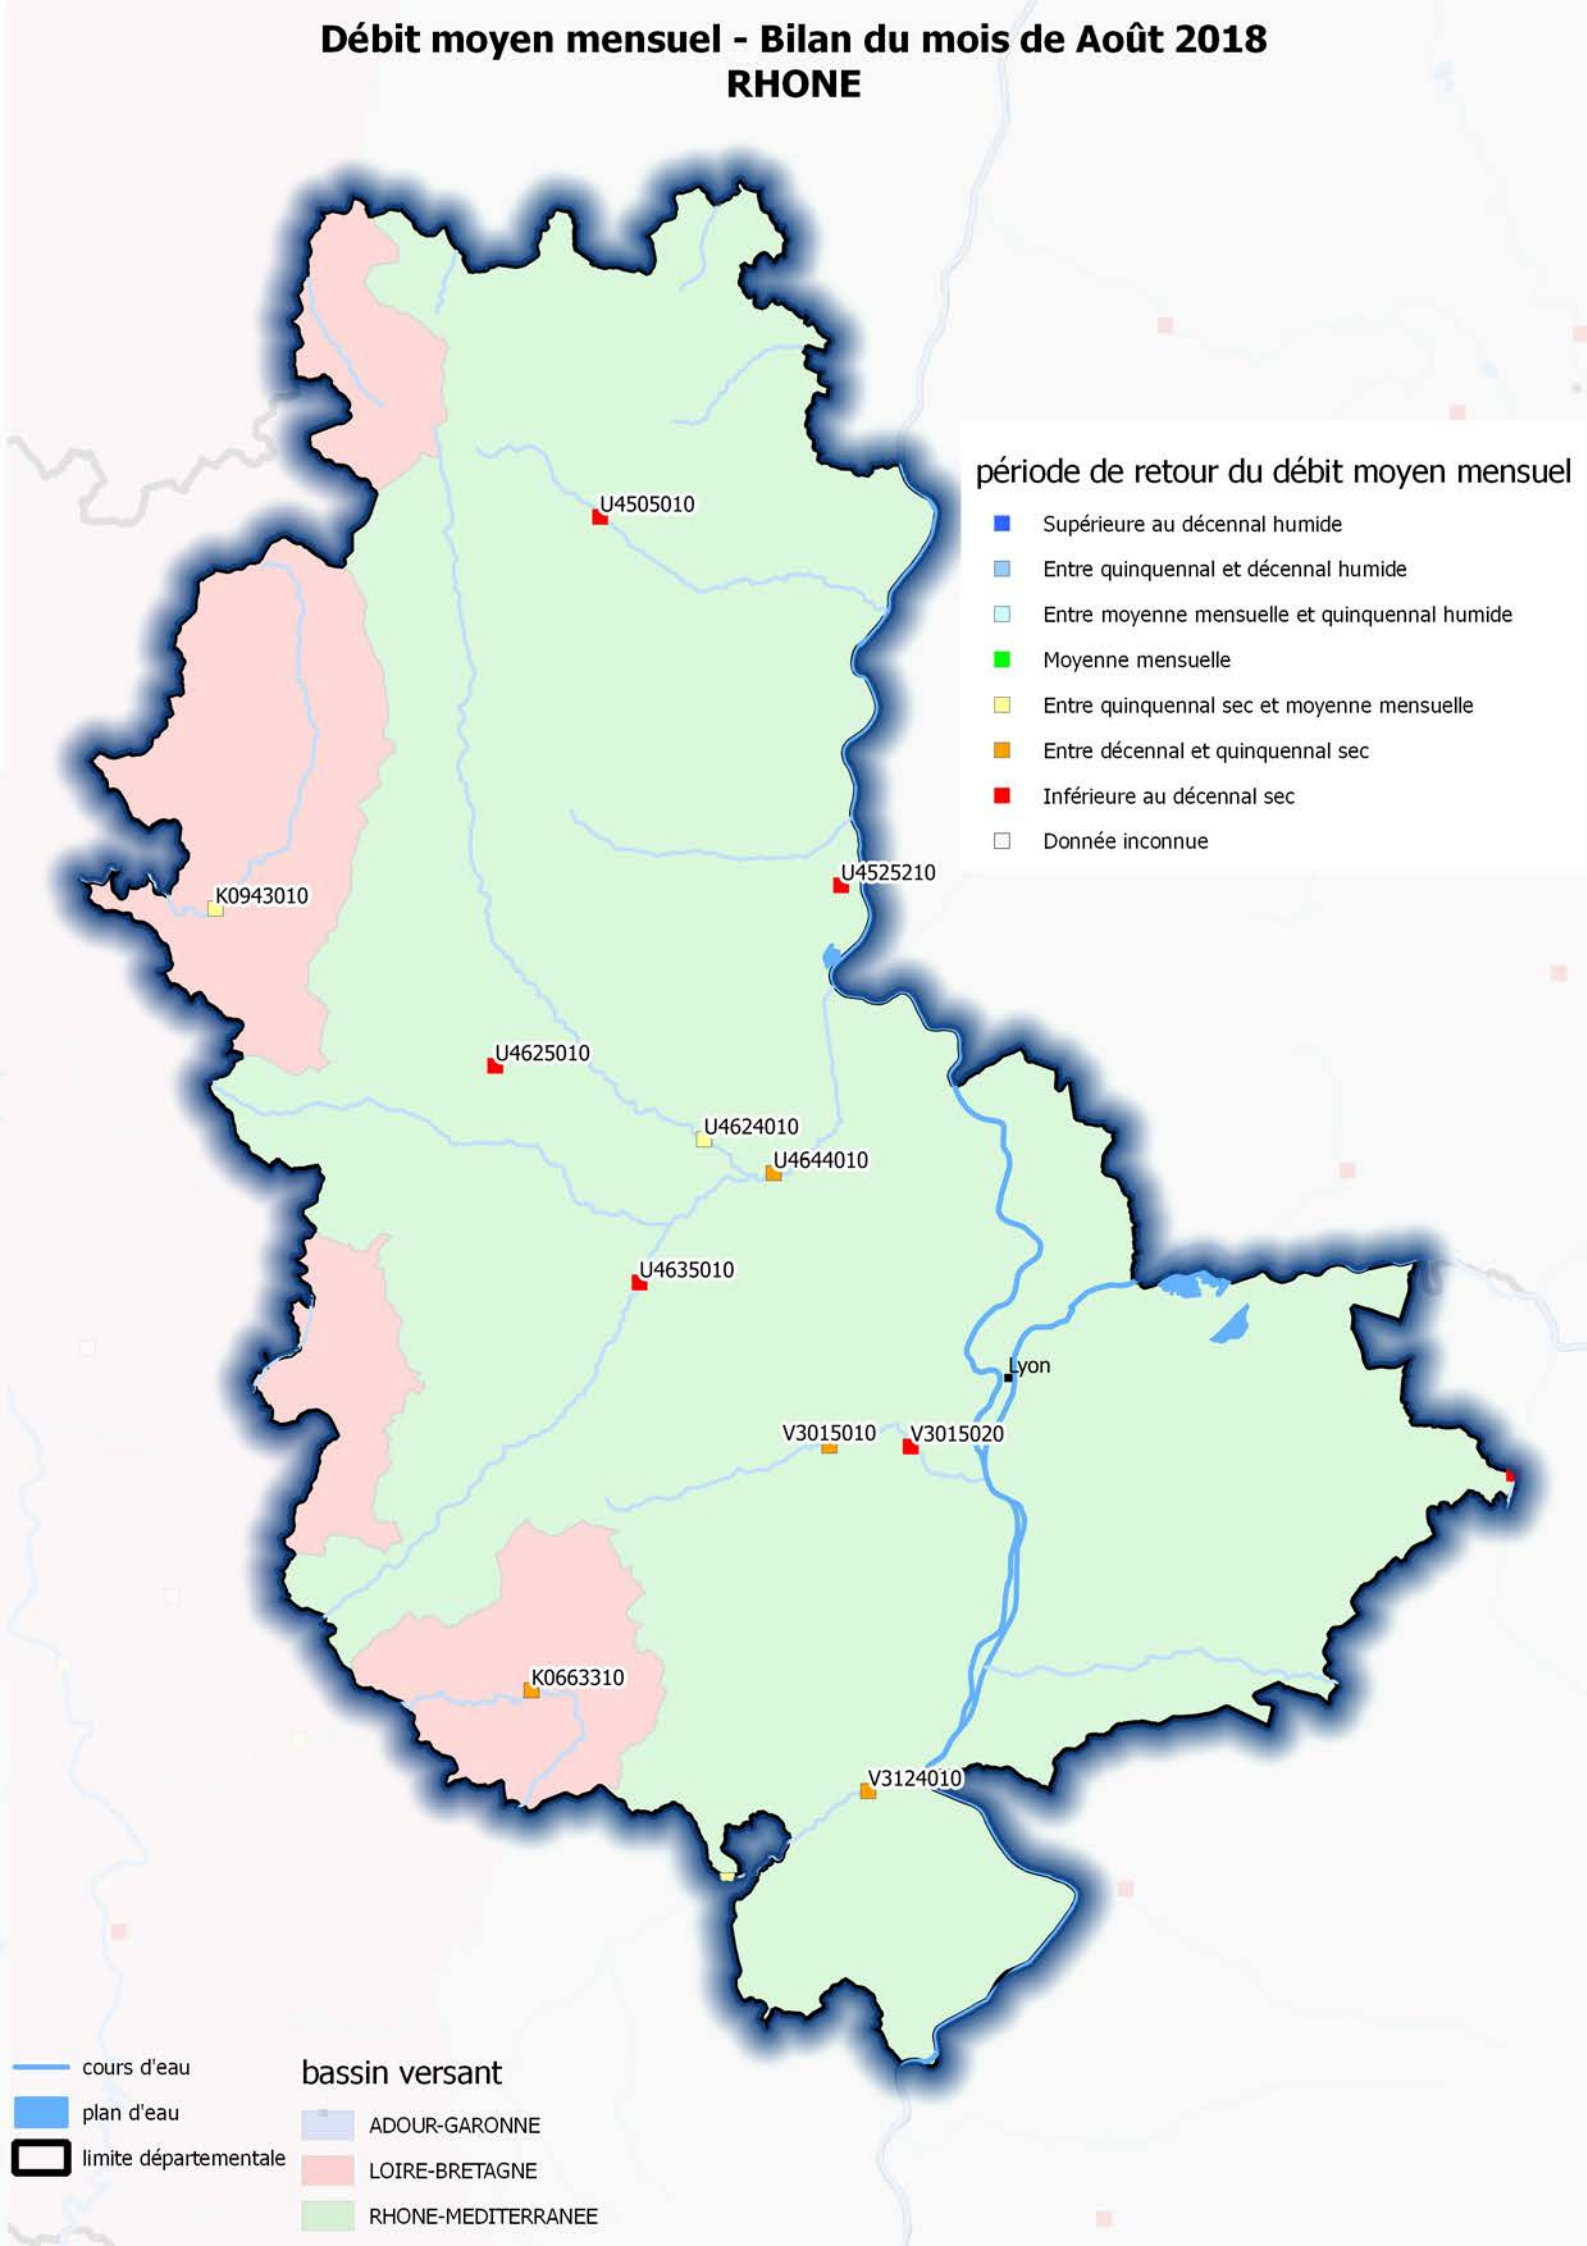 Débit moyen mensuel - Bilan du mois de Août 2018
RHONE
U4505010
période de retour du débit moyen mensuel
Supérieure au décennal humide
Entre quinquennal et décennal humide
Entre moyenne mensuelle et quinquennal humide
Moyenne mensuelle
Entre quinquennal sec et moyenne mensuelle
Entre décennal et quinquennal sec
Inférieure au décennal sec
Donnée inconnue
U4525210
K0943010
U4625010
U4624010
U4644010
U4635010
Lyon
V3015010
V3015020
K0663310
V3124010
cours d'eau
plan d'eau
limite départementale
bassin versant
ADOUR-GARONNE
LOIRE-BRETAGNE
RHONE-MEDITERRANEE